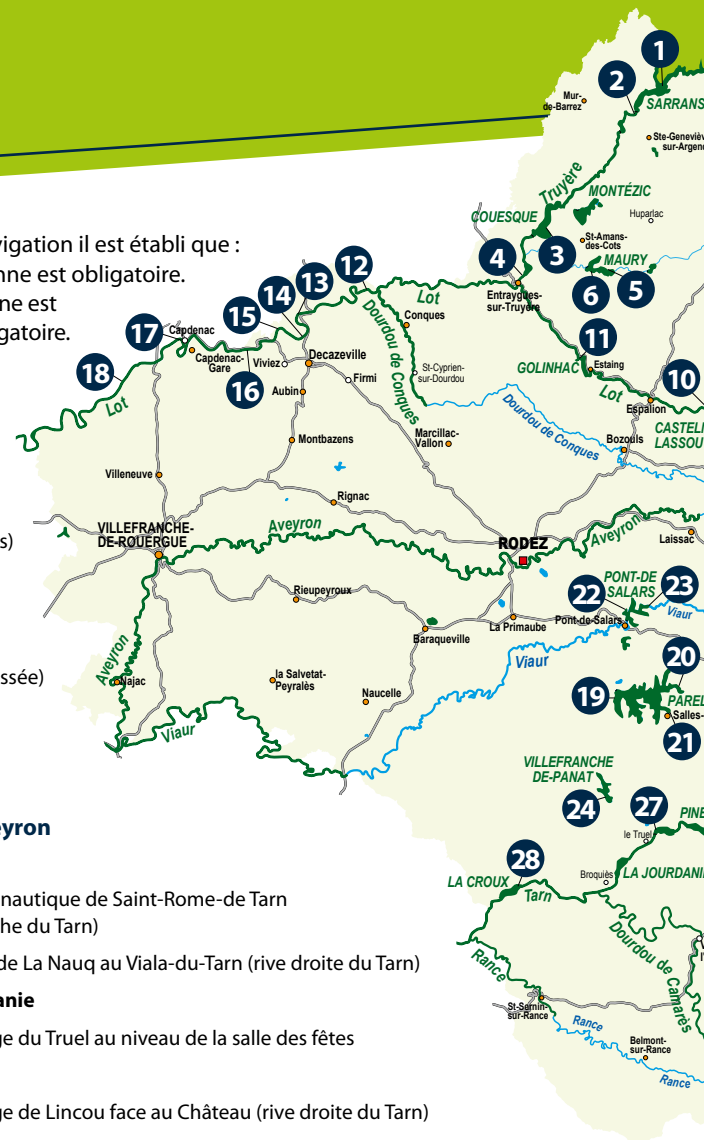 1
2
Mur-
de-Barrez
SARRANS
Ste-Genevièv
sur-Argenc
Truyère
MONTÉZIC
COUESQUE
Huparlac
vigation il est établi que :
nne est obligatoire.
ne est
gatoire.
St-Amans-
des-Cots
3
4
MAURY
6
5
12
13
14
15
Lot
Entraygues-
sur-Truyère
Conques
17
Capdenac
Capdenac-
Gare
Viviez
Decazeville
Firmi
Dourdou de Conques
St-Cyprien-
sur-Dourdou
11
GOLINHAC
Estaing
Lot
10
18
Lot
16
Aubin
Espalion
CASTELN
LASSOU
Dourdou de Conques
Montbazens
Marcillac-
Vallon
Bozouls
Villeneuve
Rignac
s)
VILLEFRANCHE-
DE-ROUERGUE
Aveyron
RODEZ
Aveyron
Laissac
PONT-DE
SALARS
22
23
Viaur
Rieupeyroux
La Primaube
Pont-de-Salars
Baraqueville
Viaur
Aveyron
Najac
ssée)
la Salvetat-
Peyralès
Naucelle
20
19
PAREL
Salles-
21
Viaur
VILLEFRANCHE
DE-PANAT
24
27
PINE
le Truel
eyron
28
LA CROUX
Broquiès
LA JOURDANIE
Tarn
nautique de Saint-Rome-de Tarn
che du Tarn)
Dourdou de Camarès
de La Nauq au Viala-du-Tarn (rive droite du Tarn)
Rance
anie
St-Sernin-
sur-Rance
ge du Truel au niveau de la salle des fêtes
Rance
Belmont-
sur-Rance
Rance
ge de Lincou face au Château (rive droite du Tarn)